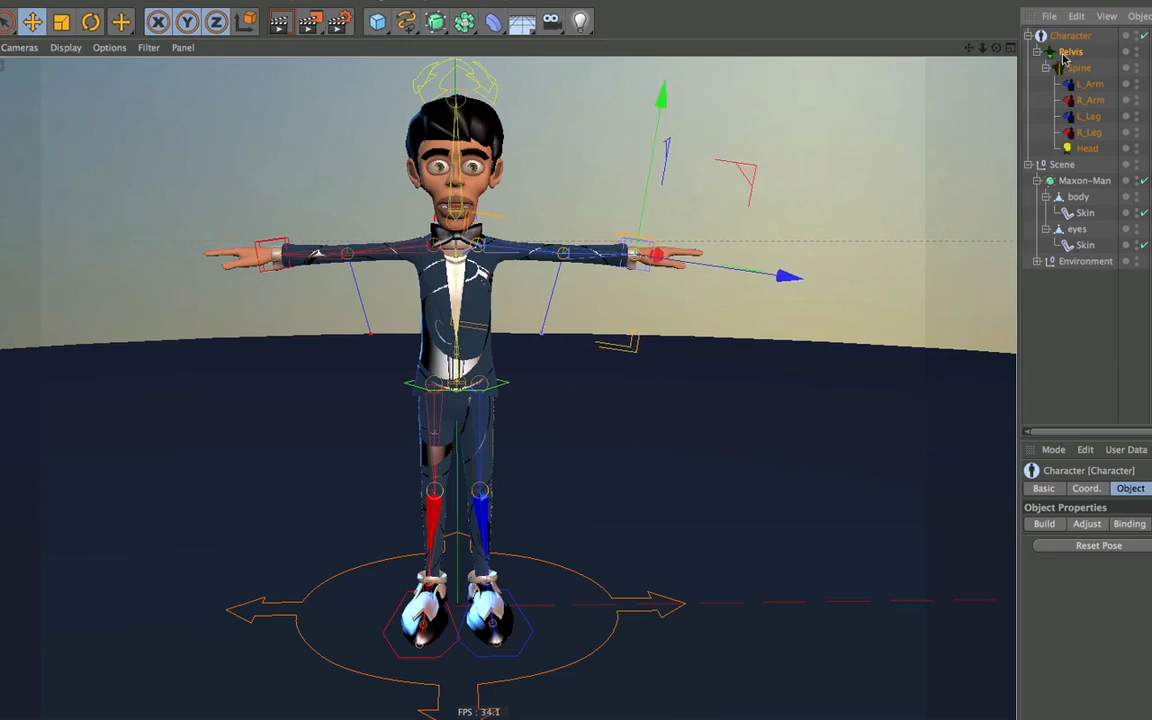 X Y Z
File Edit View Objec
Cameras Display Options Filter Panel
Character
Pelvis
Spine
L_Arm
R_Arm
L_Leg
R_Leg
Head
Scene
Maxon-Man
body
Skin
eyes
Skin
Environment
Mode Edit User Data
Character [Character]
Basic Coord. Object
Object Properties
Build Adjust Binding
Reset Pose
FPS : 34.1